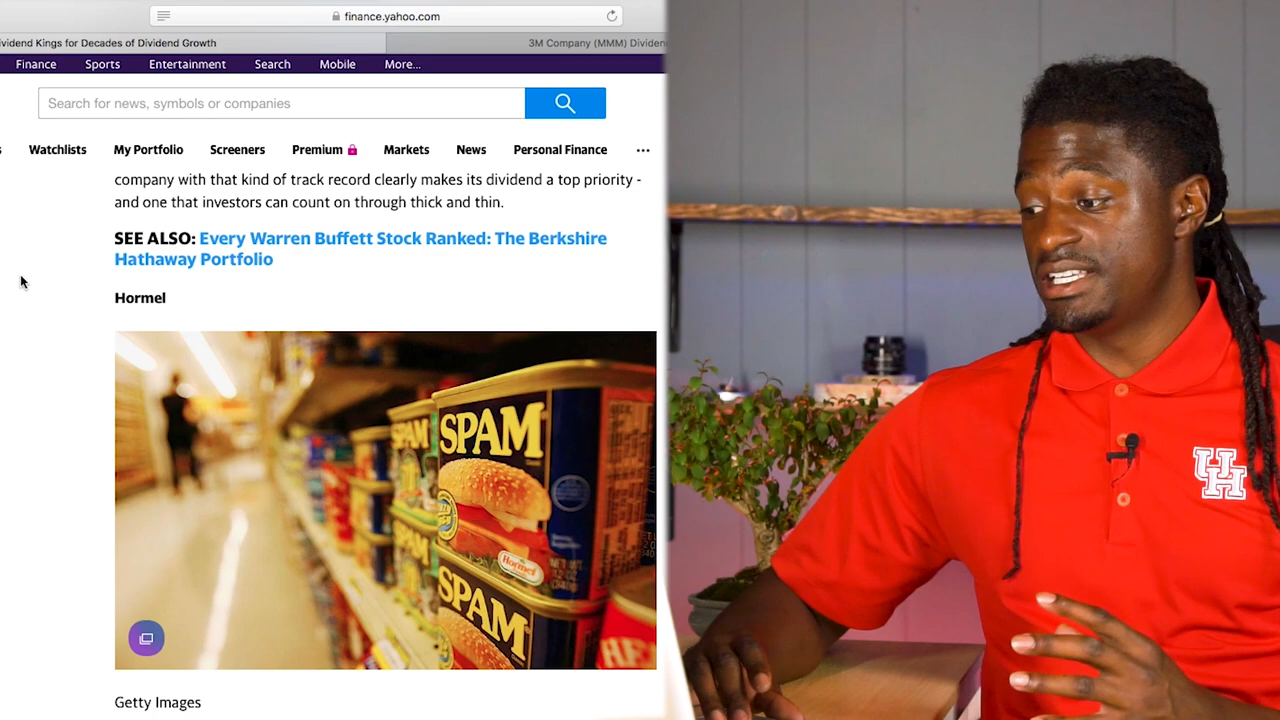 finance.yahoo.com
vidend Kings for Decades of Dividend Growth
3M Company (MMM) Dividen
Finance Sports Entertainment Search Mobile More...
Search for news, symbols or companies
s Watchlists My Portfolio Screeners Premium Markets News Personal Finance ...
company with that kind of track record clearly makes its dividend a top priority -
and one that investors can count on through thick and thin.
SEE ALSO: Every Warren Buffett Stock Ranked: The Berkshire
Hathaway Portfolio
Hormel
SPAM
SPAM
Hormel
SPAM
SPAM
HE
Getty Images
UH